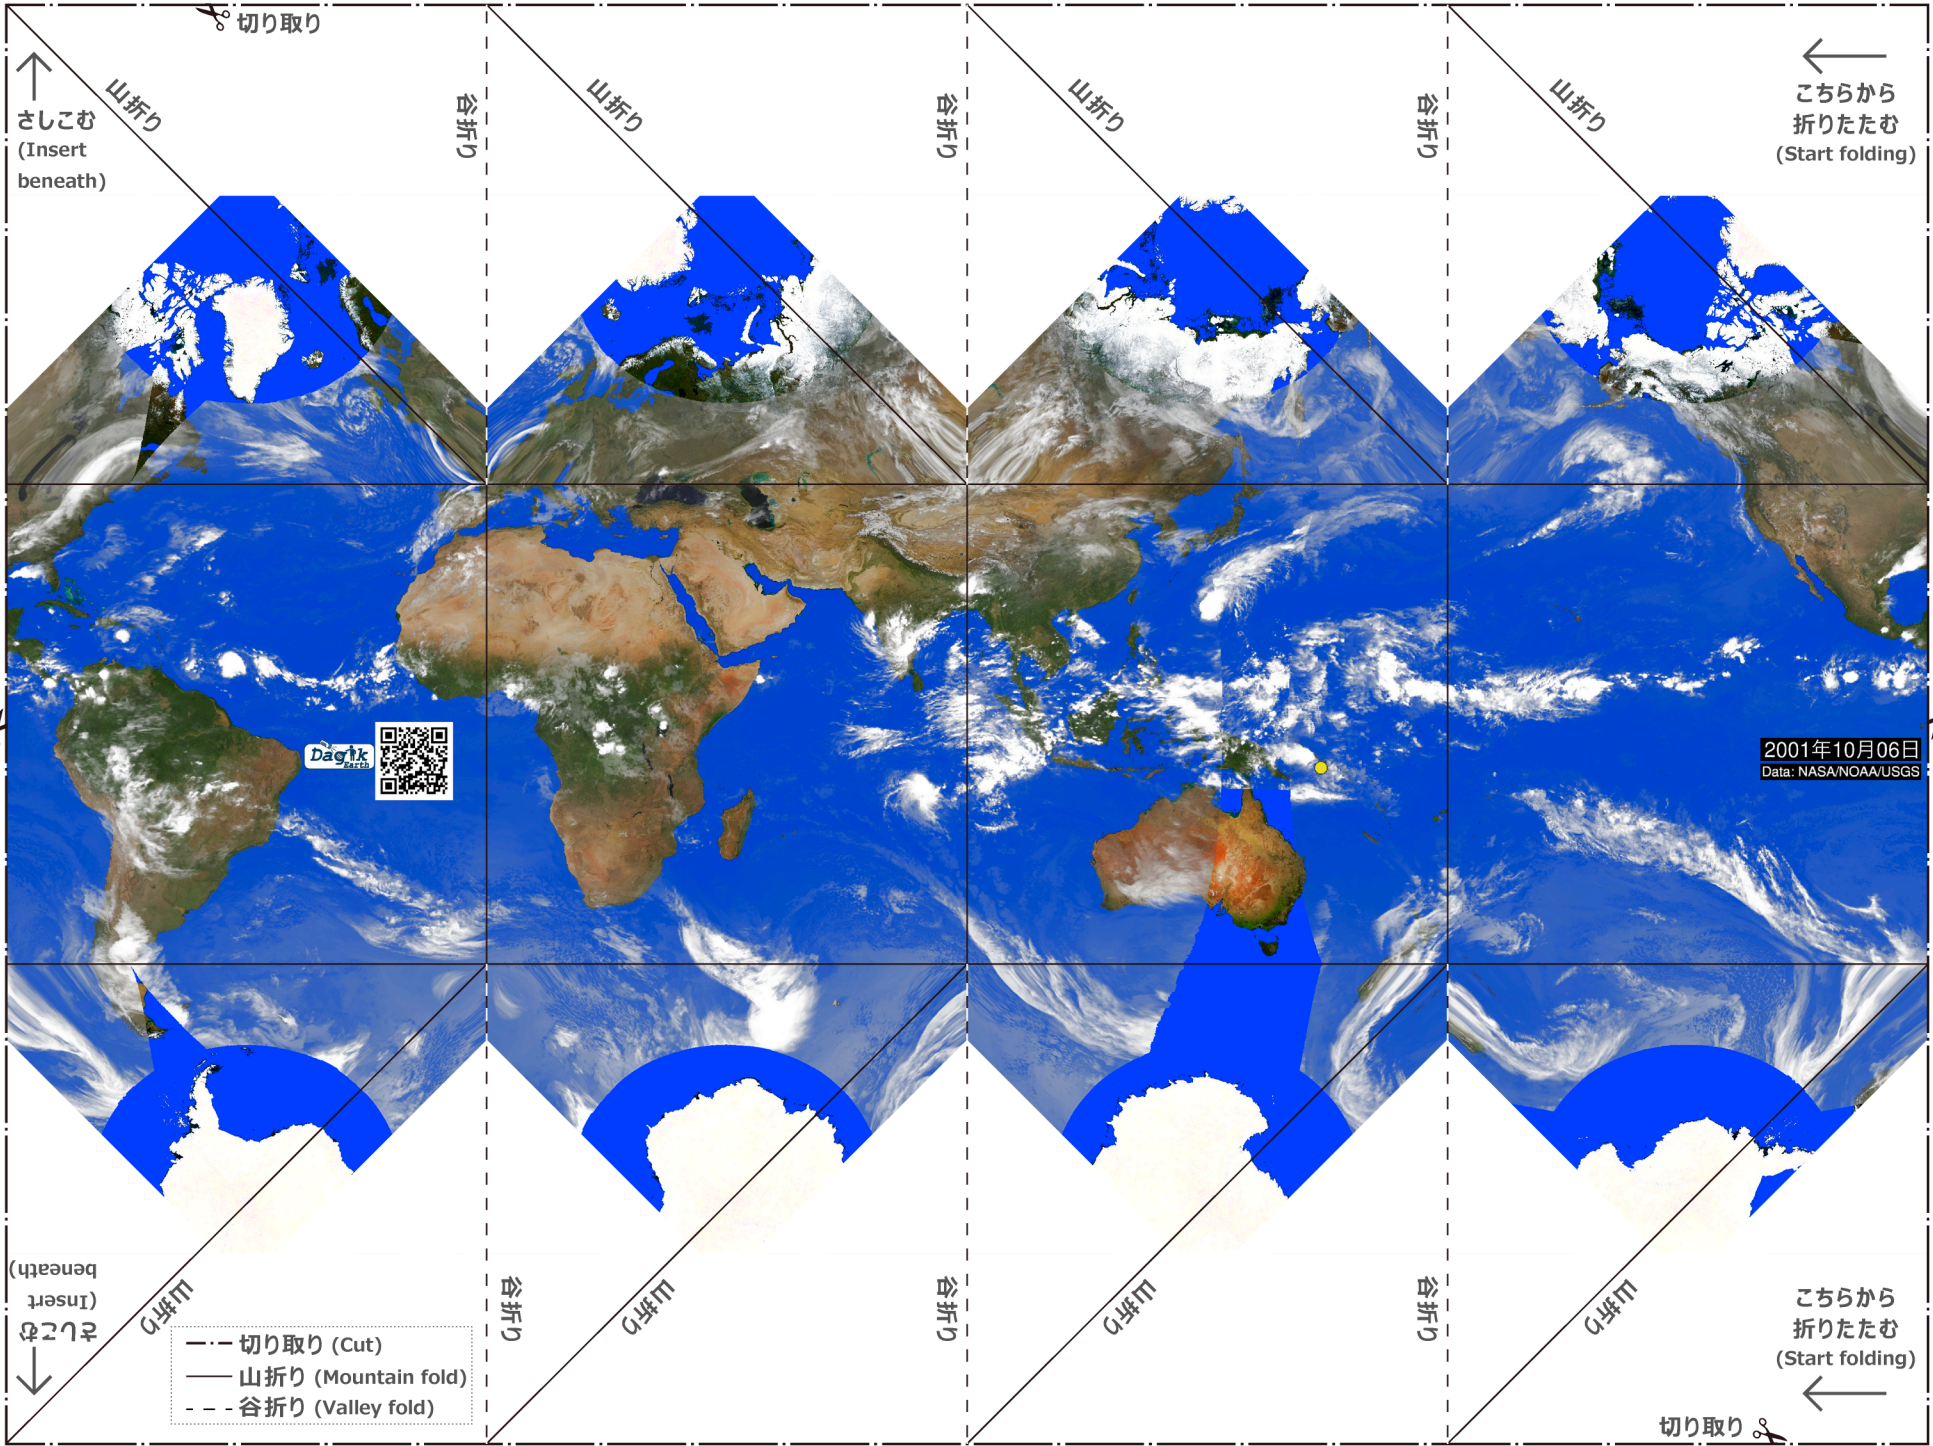 切り取り
山折り
谷折り
山折り
谷折り
山折り
谷折り
山折り
さしこむ
(Insert
beneath)
こちらから
折りたたむ
(Start folding)
Dagik
Earth
2001年10月06日
Data: NASA/NOAA/USGS
さしこむ
(Insert
beneath)
山折り
谷折り
山折り
谷折り
山折り
谷折り
山折り
こちらから
折りたたむ
(Start folding)
切り取り (Cut)
山折り (Mountain fold)
谷折り (Valley fold)
切り取り